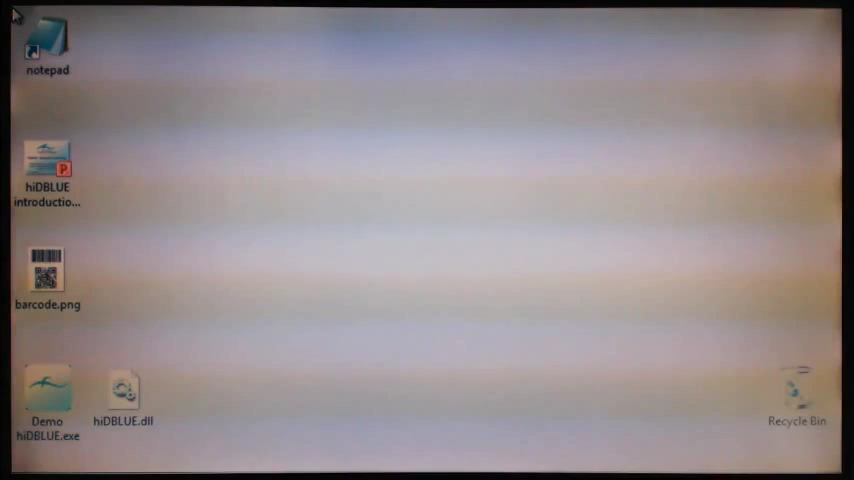 notepad
hiDBLUE
introductio...
barcode.png
Demo
hiDBLUE.exe
hiDBLUE.dll
Recycle Bin